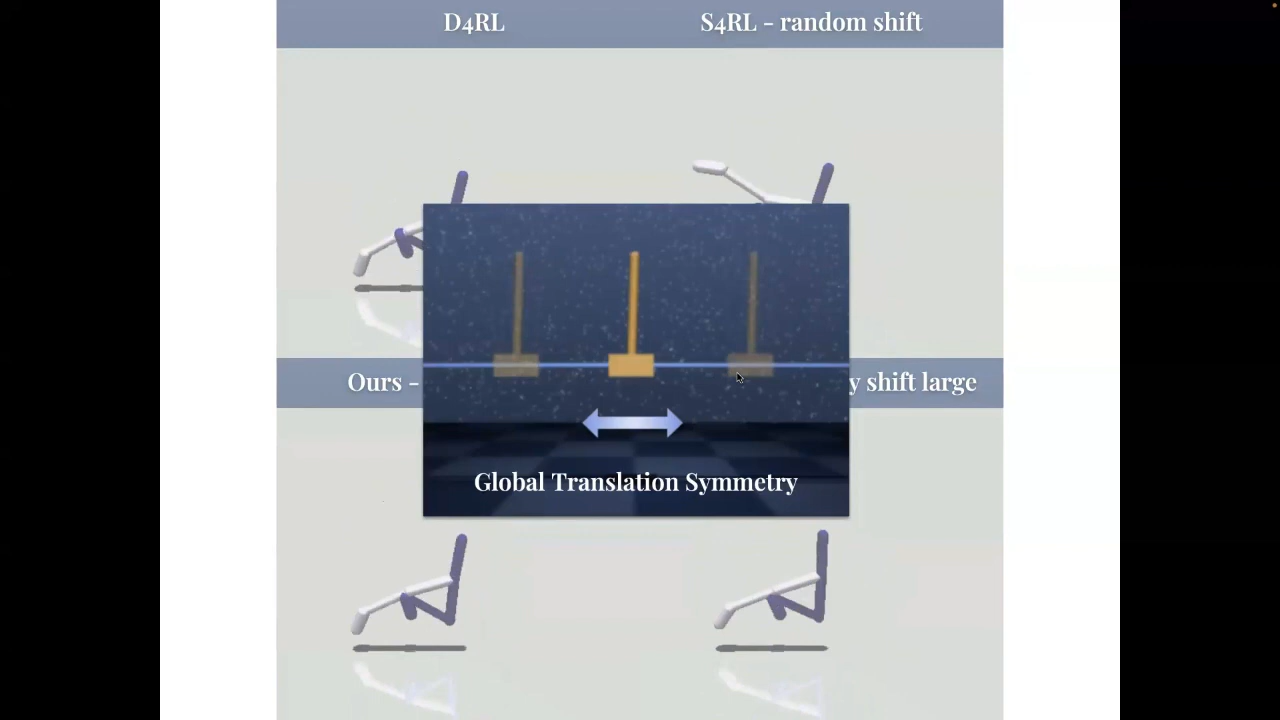 D4RL
S4RL - random shift
Ours -
y shift large
Global Translation Symmetry